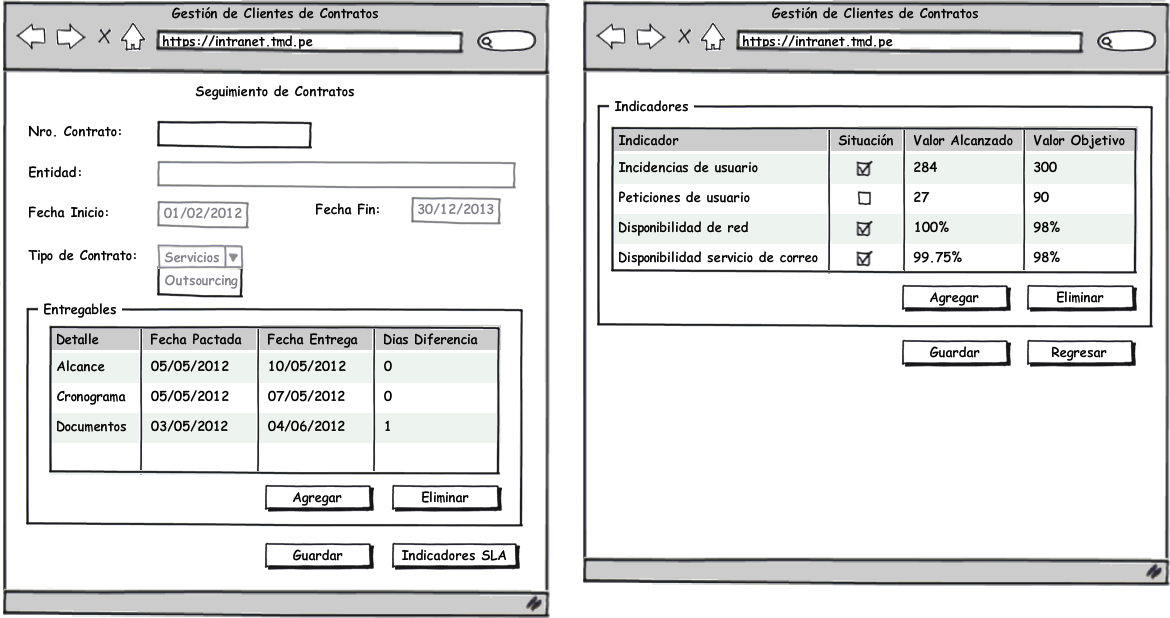 Gestión de Clientes de Contratos
https://intranet.tmd.pe
Seguimiento de Contratos
Nro. Contrato:
Entidad:
Fecha Inicio: 01/02/2012 Fecha Fin: 30/12/2013
Tipo de Contrato: Servicios
Outsourcing
Entregables
Detalle Fecha Pactada Fecha Entrega Dias Diferencia
Alcance 05/05/2012 10/05/2012 0
Cronograma 05/05/2012 07/05/2012 0
Documentos 03/05/2012 04/06/2012 1
Agregar Eliminar
Guardar Indicadores SLA
Gestión de Clientes de Contratos
https://intranet.tmd.pe
Indicadores
Indicador Situación Valor Alcanzado Valor Objetivo
Incidencias de usuario 284 300
Peticiones de usuario 27 90
Disponibilidad de red 100% 98%
Disponibilidad servicio de correo 99.75% 98%
Agregar Eliminar
Guardar Regresar